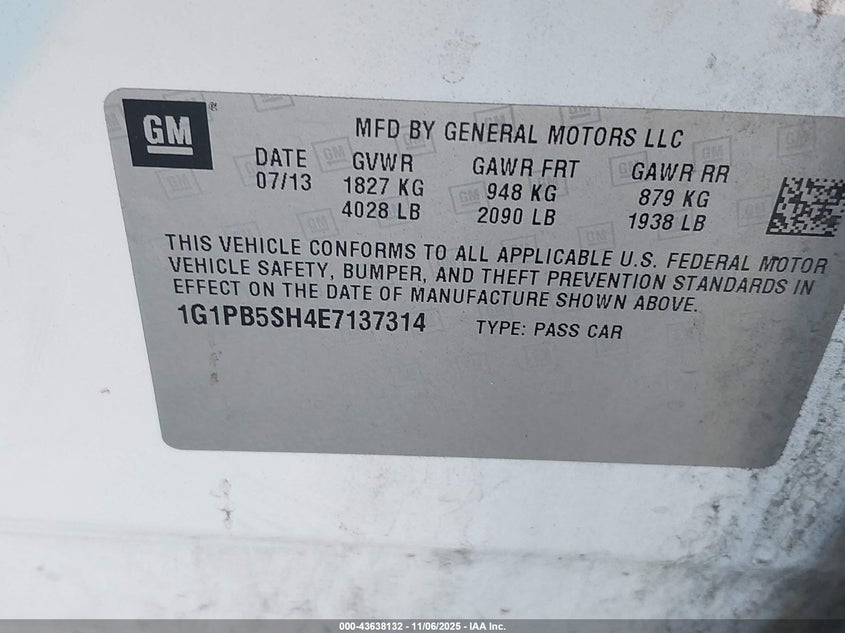 GM ®
MFD BY GENERAL MOTORS LLC
DATE GVWR GAWR FRT GAWR RR
07/13 1827 KG 948 KG 879 KG
4028 LB 2090 LB 1938 LB
THIS VEHICLE CONFORMS TO ALL APPLICABLE U.S. FEDERAL MOTOR
VEHICLE SAFETY, BUMPER, AND THEFT PREVENTION STANDARDS IN
EFFECT ON THE DATE OF MANUFACTURE SHOWN ABOVE.
1G1PB5SH4E7137314 TYPE: PASS CAR
000-43638132 - 11/06/2025 - IAA Inc.